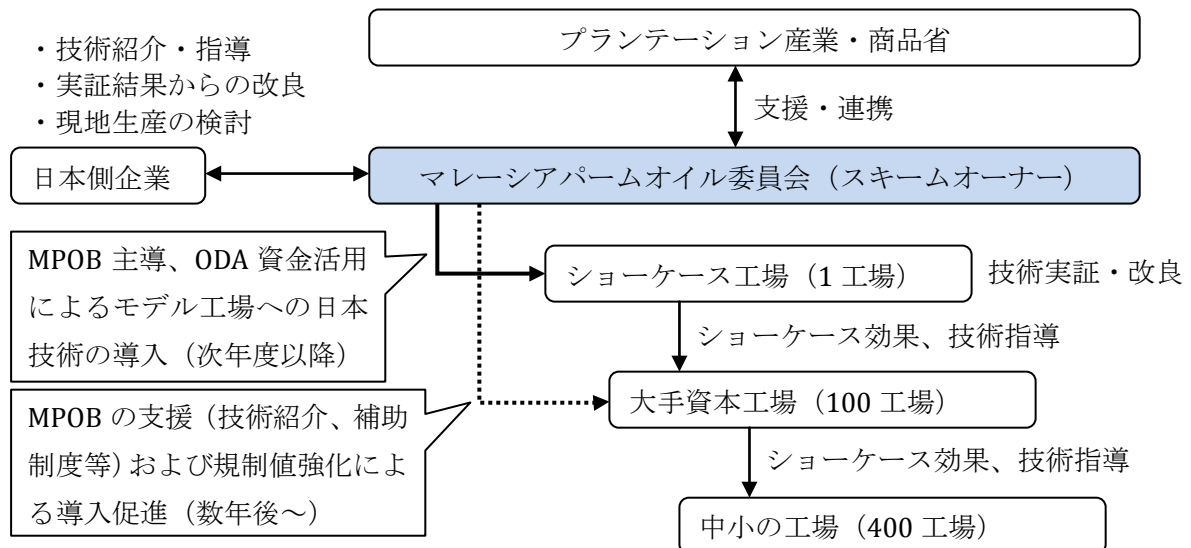 ・技術紹介・指導
・実証結果からの改良
・現地生産の検討
プランテーション産業・商品省
支援・連携
日本側企業
マレーシアパームオイル委員会（スキームオーナー）
MPOB 主導、ODA 資金活用
によるモデル工場への日本
技術の導入（次年度以降）
ショーケース工場（1 工場）
技術実証・改良
ショーケース効果、技術指導
MPOB の支援（技術紹介、補助
制度等）および規制値強化によ
る導入促進（数年後～）
大手資本工場（100 工場）
ショーケース効果、技術指導
中小の工場（400 工場）